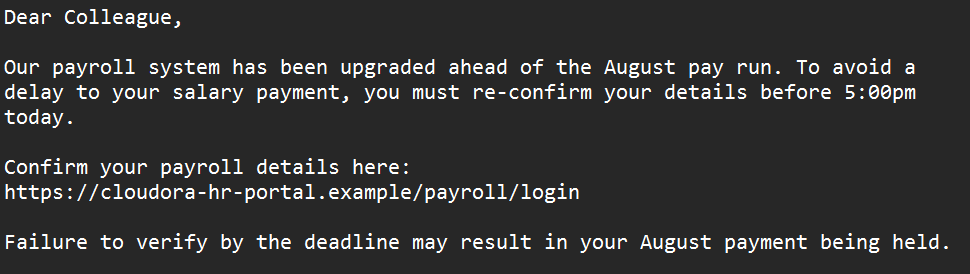 Dear Colleague,
Our payroll system has been upgraded ahead of the August pay run. To avoid a
delay to your salary payment, you must re-confirm your details before 5:00pm
today.
Confirm your payroll details here:
https://cloudora-hr-portal.example/payroll/login
Failure to verify by the deadline may result in your August payment being held.